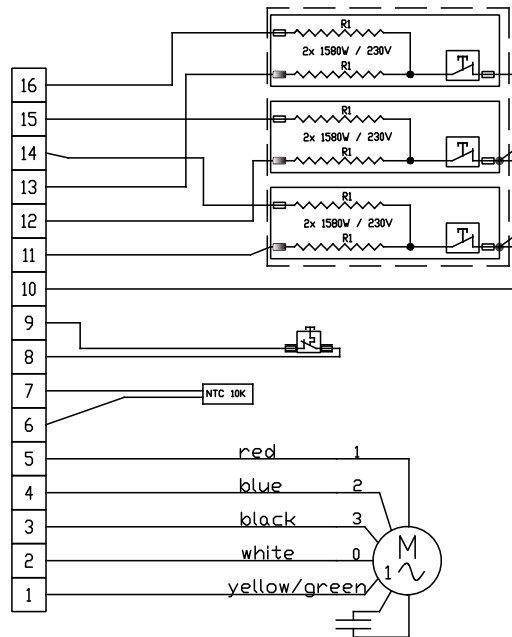 R1
16
R1
2x 1580W / 230V
R1
T
15
R1
14
2x 1580W / 230V
R1
T
13
12
R1
2x 1580W / 230V
11
R1
T
10
9
8
7
NTC 10K
6
5 red 1
4 blue 2
3 black 3
2 white 0
M
1~
1 yellow/green